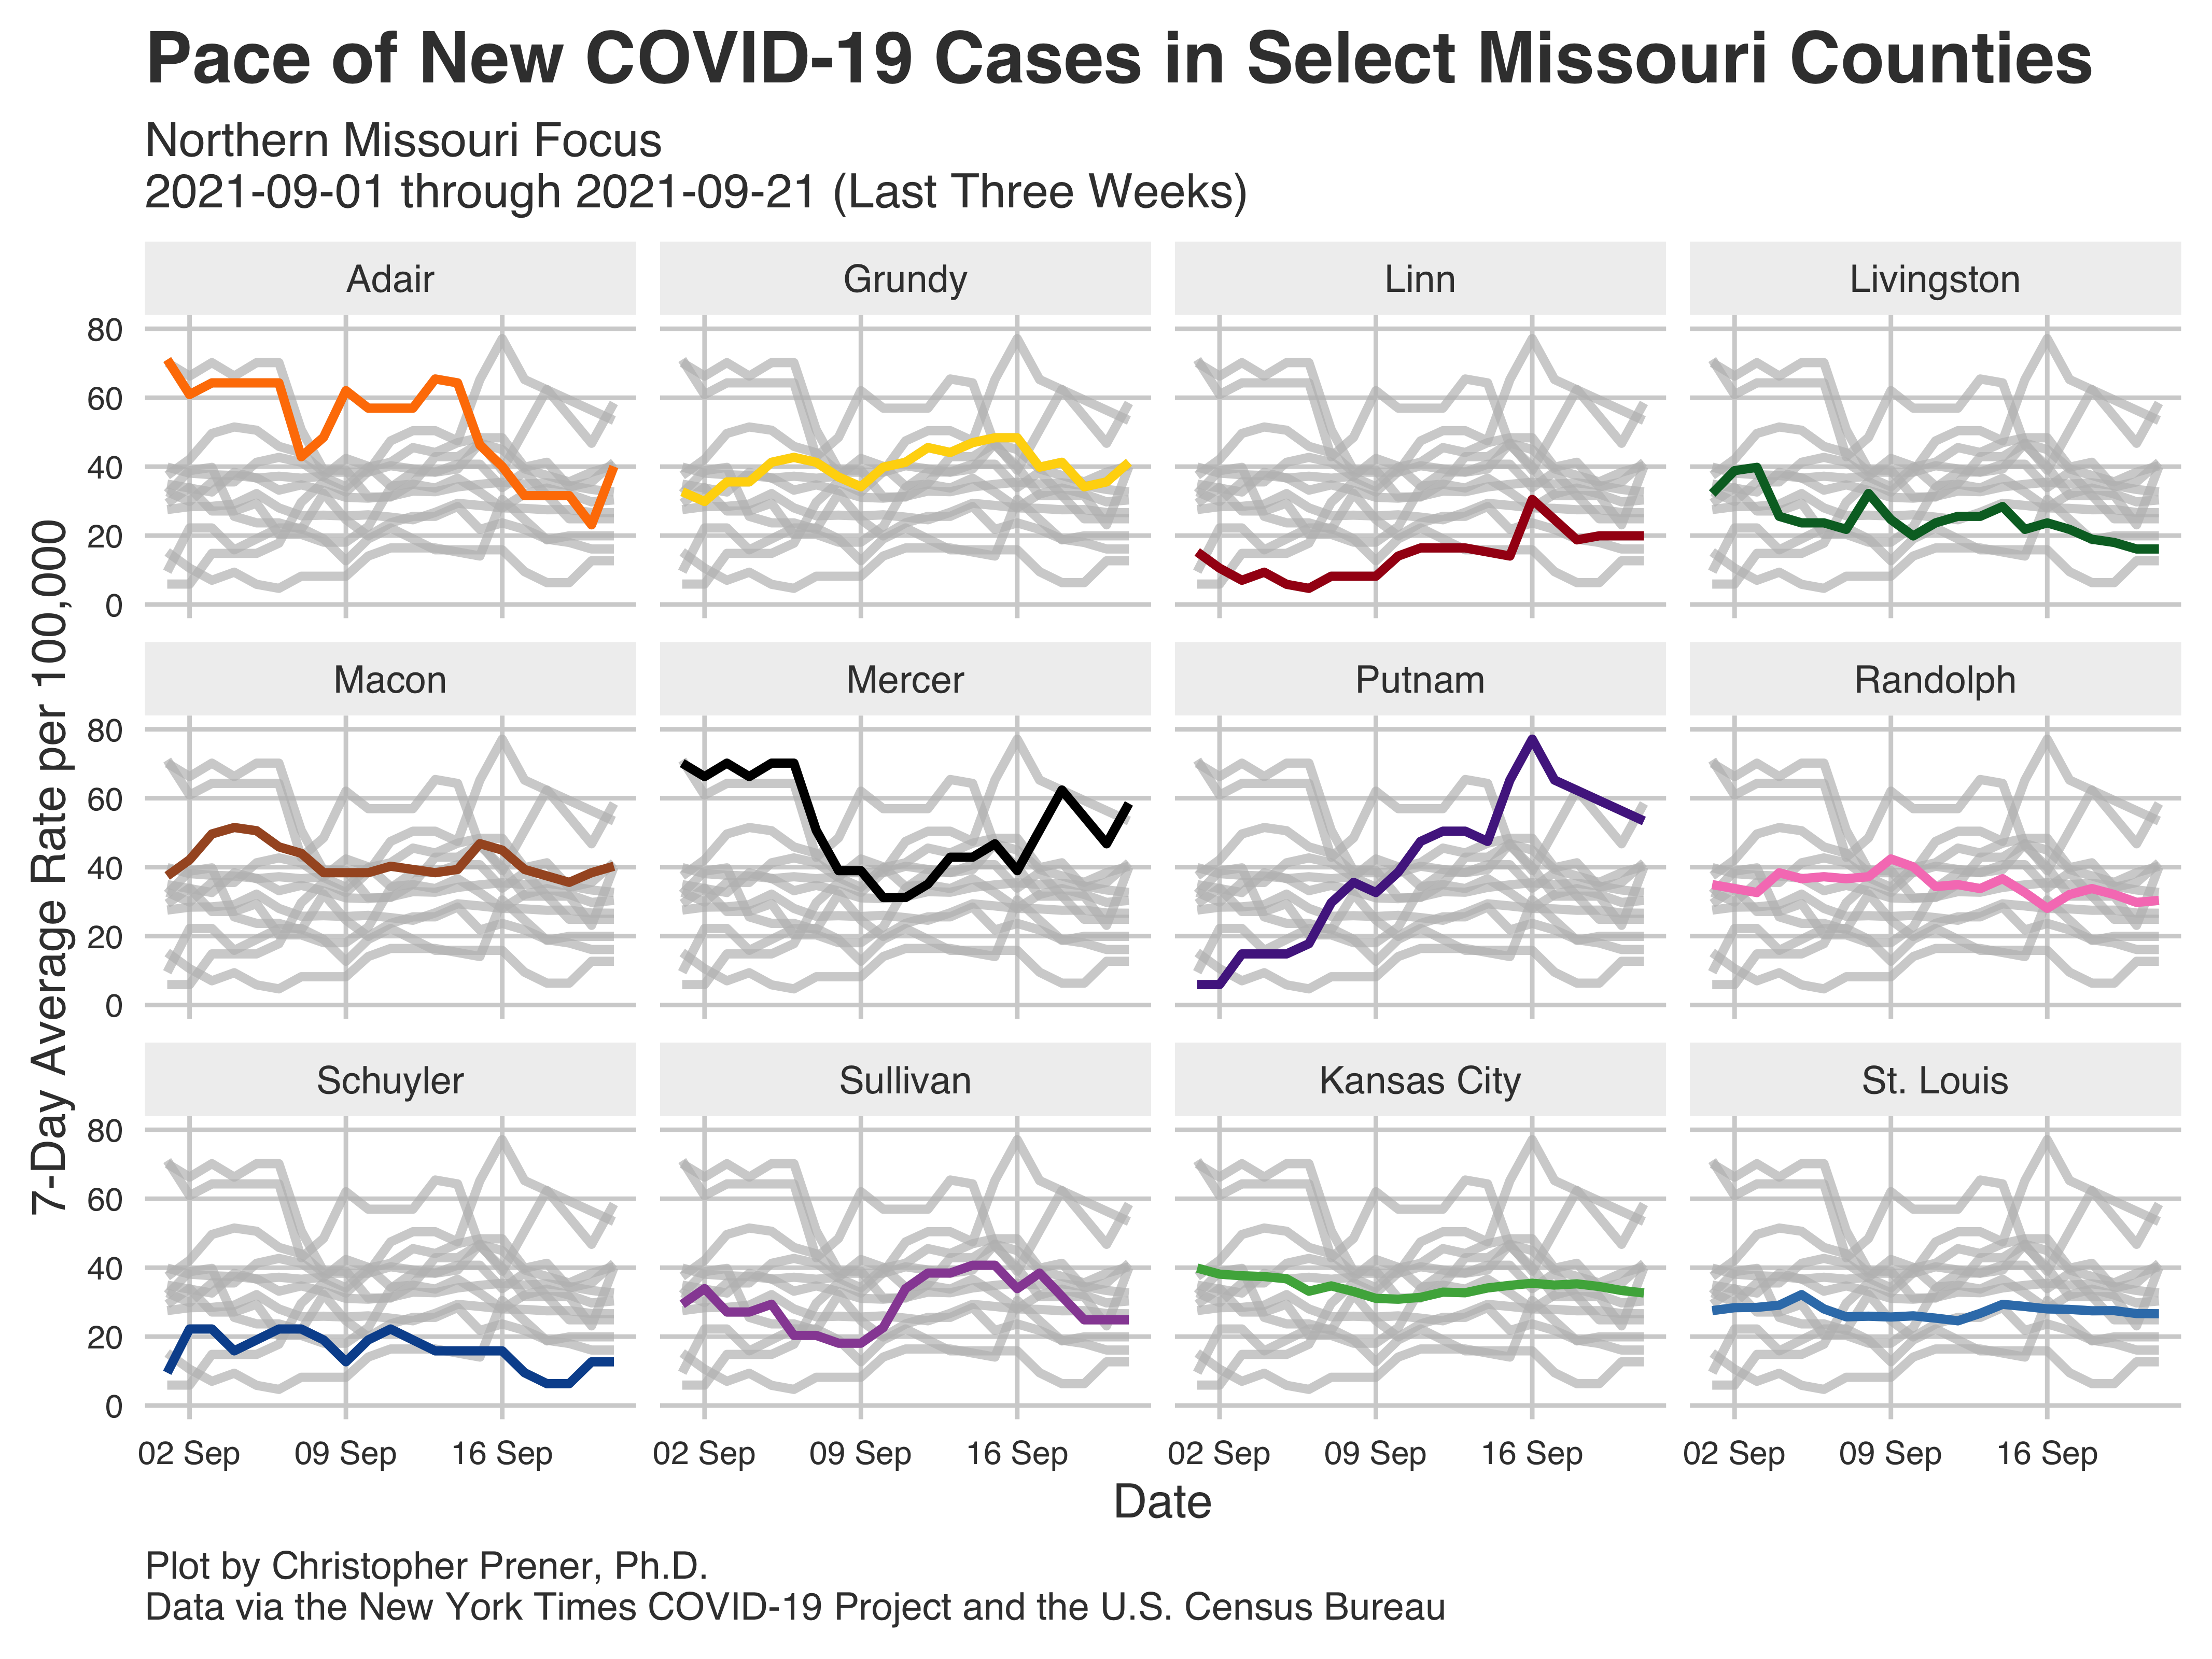 Pace of New COVID-19 Cases in Select Missouri Counties
Northern Missouri Focus
2021-09-01 through 2021-09-21 (Last Three Weeks)
7-Day Average Rate per 100,000
Adair
Grundy
Linn
Livingston
80
60
40
20
0
Macon
Mercer
Putnam
Randolph
80
60
40
20
0
Schuyler
Sullivan
Kansas City
St. Louis
80
60
40
20
0
02 Sep 09 Sep 16 Sep
02 Sep 09 Sep 16 Sep
02 Sep 09 Sep 16 Sep
02 Sep 09 Sep 16 Sep
Date
Plot by Christopher Prener, Ph.D.
Data via the New York Times COVID-19 Project and the U.S. Census Bureau